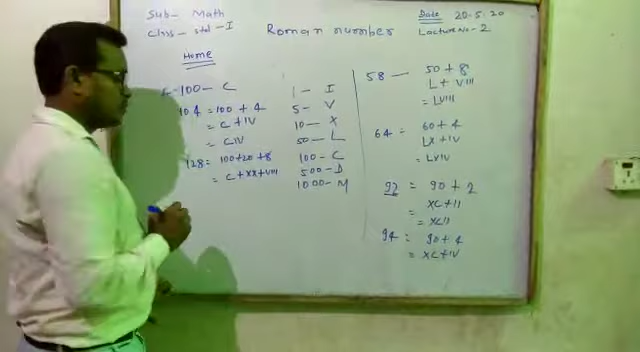 Sub- Math
Class- std - I
Roman number
Date 20-5-20
Lecture No- 2
Home
100 - C
104 = 100 + 4
= C + IV
= CIV
128 = 100+20+8
= C + XX + VIII
1 - I
5 - V
10 - X
50 - L
100 - C
500 - D
1000 - M
58 - 50 + 8
L + VIII
= LVIII
64 = 60 + 4
LX + IV
= LXIV
92 = 90 + 2
= XC + II
= XCII
94 = 90 + 4
= XC + IV